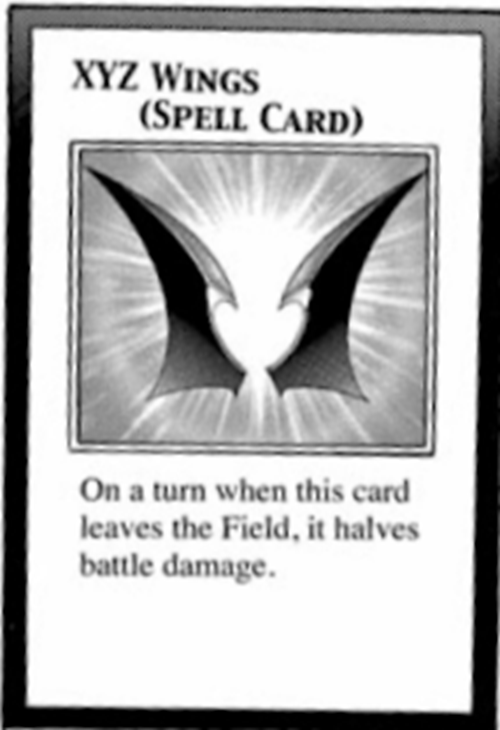 XYZ WINGS
(SPELL CARD)
On a turn when this card
leaves the Field, it halves
battle damage.